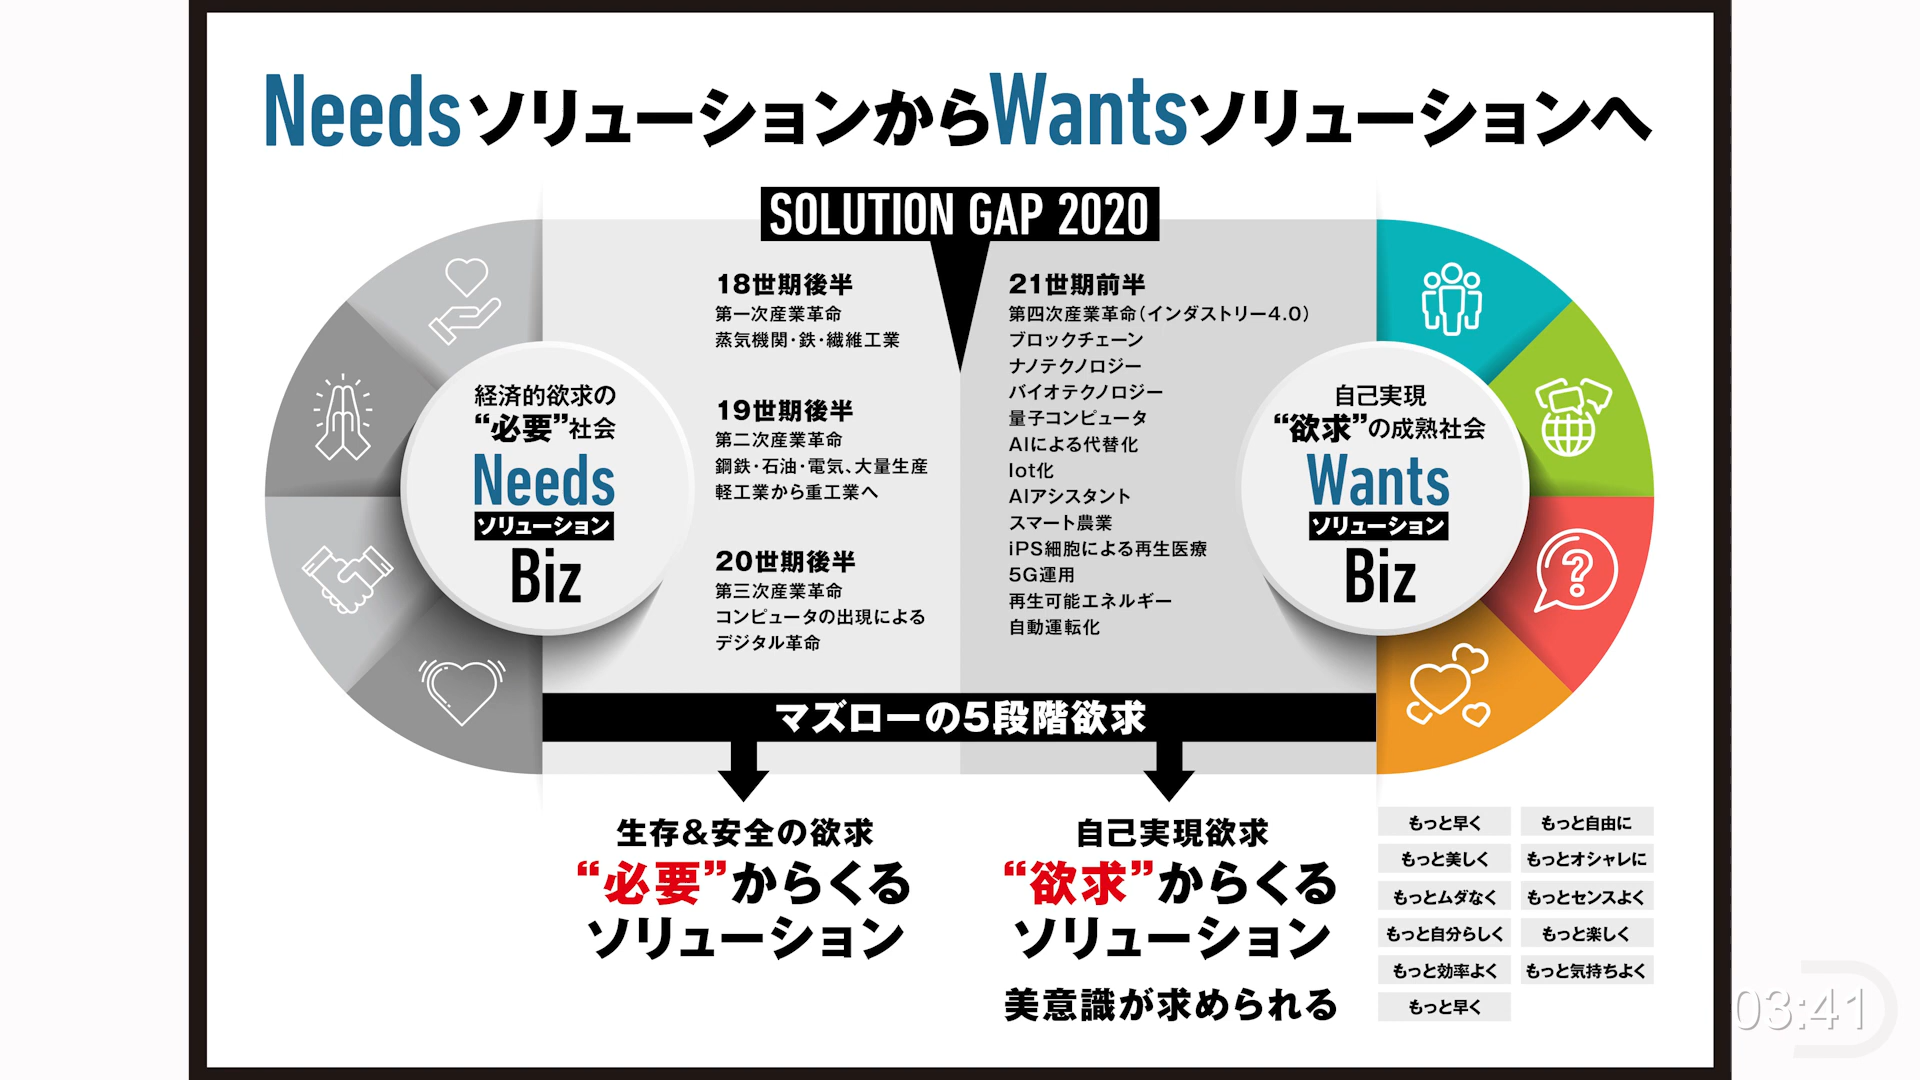 NeedsソリューションからWantsソリューションへ
SOLUTION GAP 2020
経済的欲求の
“必要”社会
Needs
ソリューション
Biz
18世期後半
第一次産業革命
蒸気機関・鉄・繊維工業
19世期後半
第二次産業革命
鋼鉄・石油・電気、大量生産
軽工業から重工業へ
20世期後半
第三次産業革命
コンピュータの出現による
デジタル革命
21世期前半
第四次産業革命（インダストリー4.0）
ブロックチェーン
ナノテクノロジー
バイオテクノロジー
量子コンピュータ
AIによる代替化
Iot化
AIアシスタント
スマート農業
iPS細胞による再生医療
5G運用
再生可能エネルギー
自動運転化
自己実現
“欲求”の成熟社会
Wants
ソリューション
Biz
マズローの5段階欲求
生存＆安全の欲求
“必要”からくる
ソリューション
自己実現欲求
“欲求”からくる
ソリューション
美意識が求められる
もっと早く
もっと自由に
もっと美しく
もっとオシャレに
もっとムダなく
もっとセンスよく
もっと自分らしく
もっと楽しく
もっと効率よく
もっと気持ちよく
もっと早く
03:41